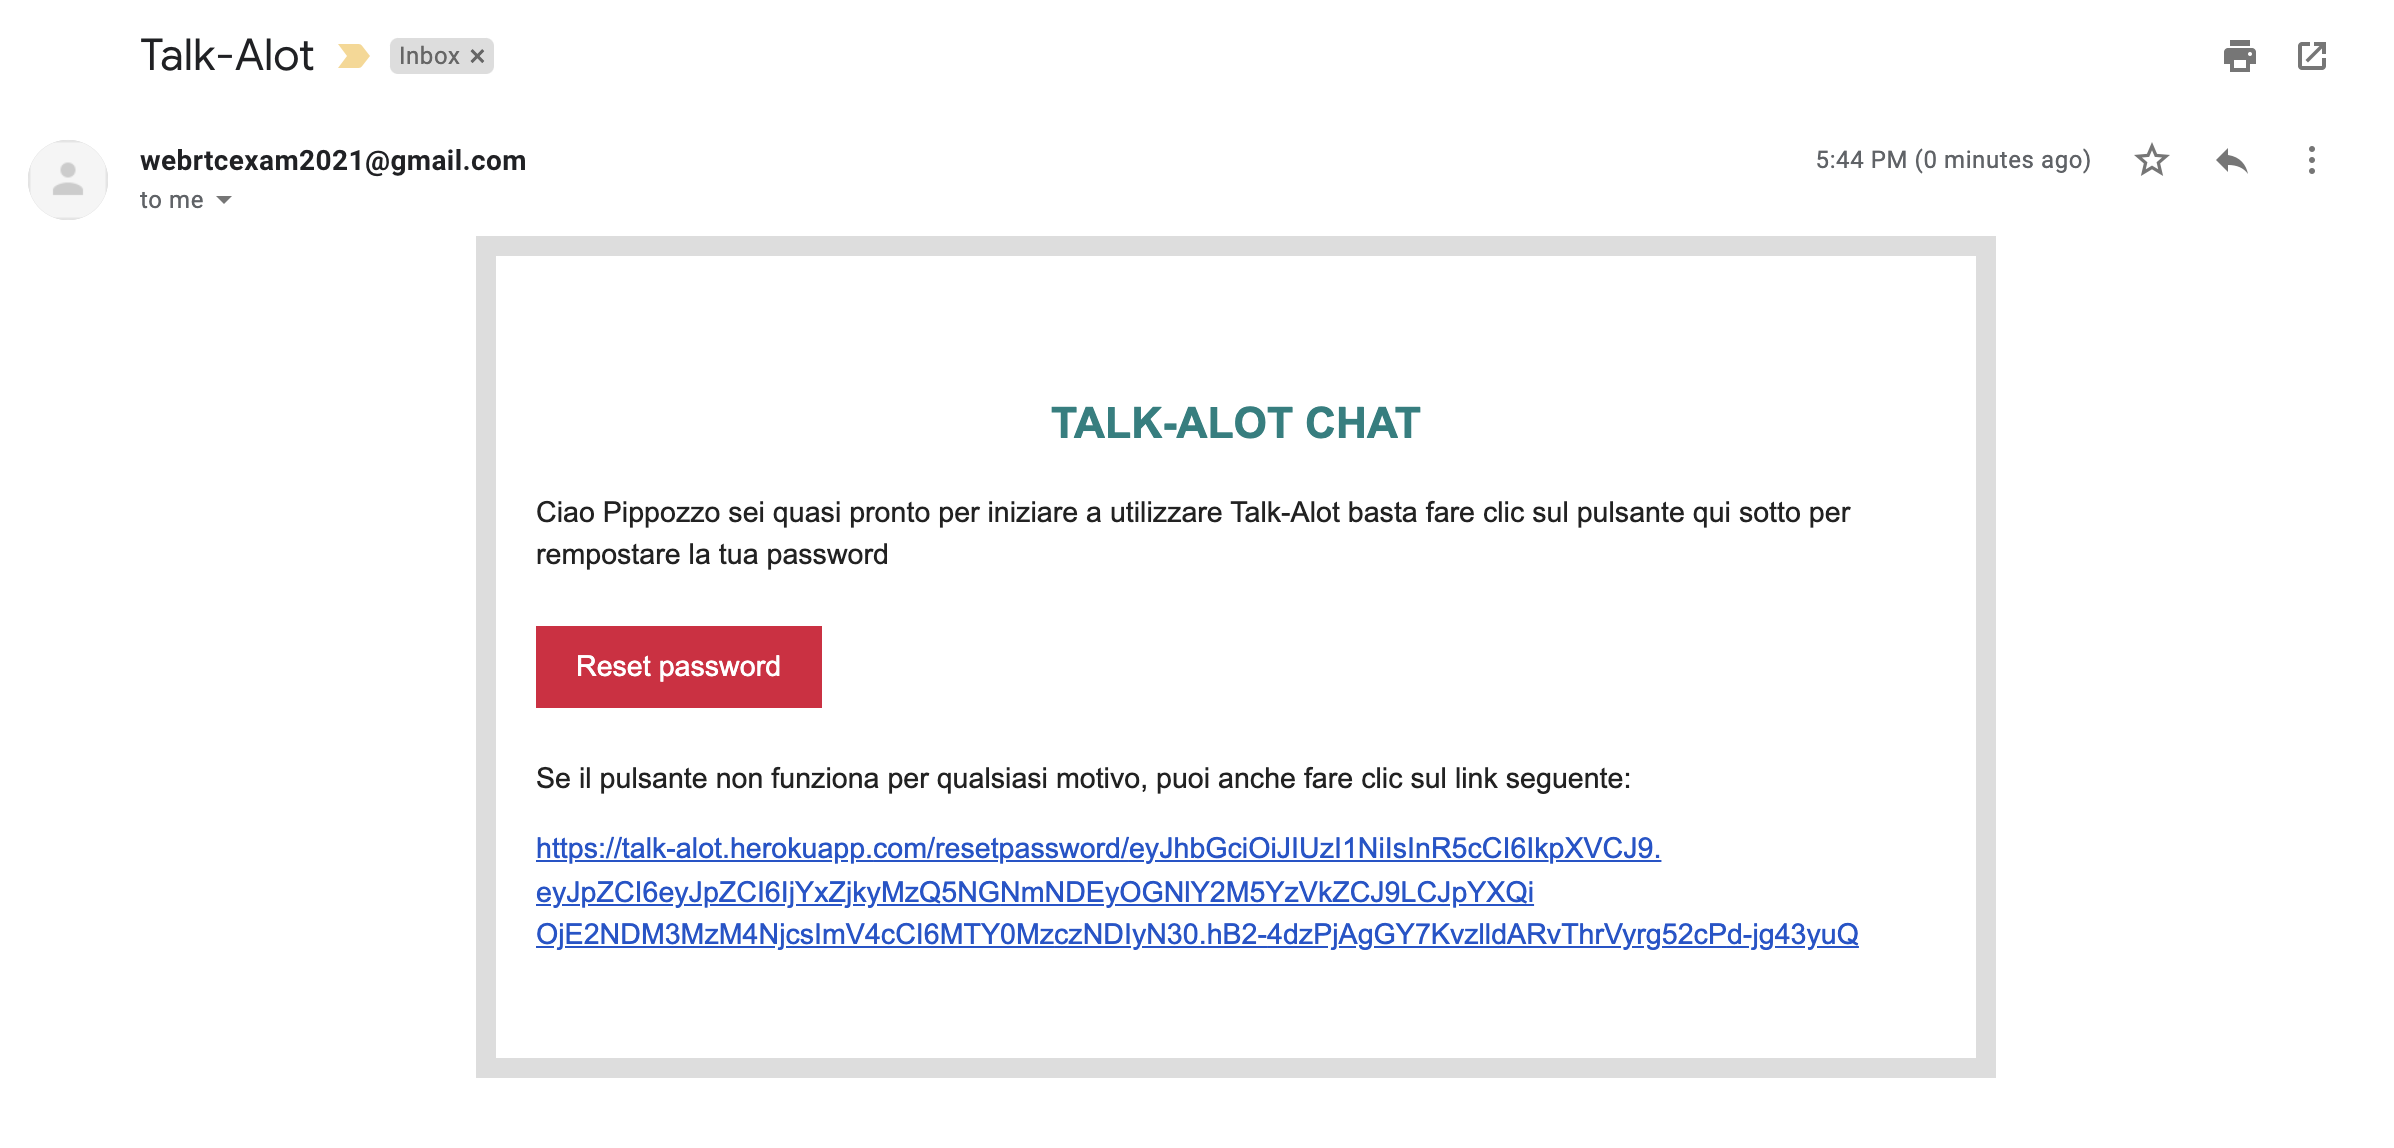 Talk-Alot Inbox ×
webrtcexam2021@gmail.com 5:44 PM (0 minutes ago)
to me
TALK-ALOT CHAT
Ciao Pippozzo sei quasi pronto per iniziare a utilizzare Talk-Alot basta fare clic sul pulsante qui sotto per
rempostare la tua password
Reset password
Se il pulsante non funziona per qualsiasi motivo, puoi anche fare clic sul link seguente:
https://talk-alot.herokuapp.com/resetpassword/eyJhbGciOiJIUzI1NiIsInR5cCI6IkpXVCJ9.
eyJpZCI6eyJpZCI6IjYxZjkyMzQ5NGNmNDEyOGNlY2M5YzVkZCJ9LCJpYXQi
OjE2NDM3MzM4NjcsImV4cCI6MTY0MzczNDIyN30.hB2-4dzPjAgGY7KvzlldARvThrVyrg52cPd-jg43yuQ